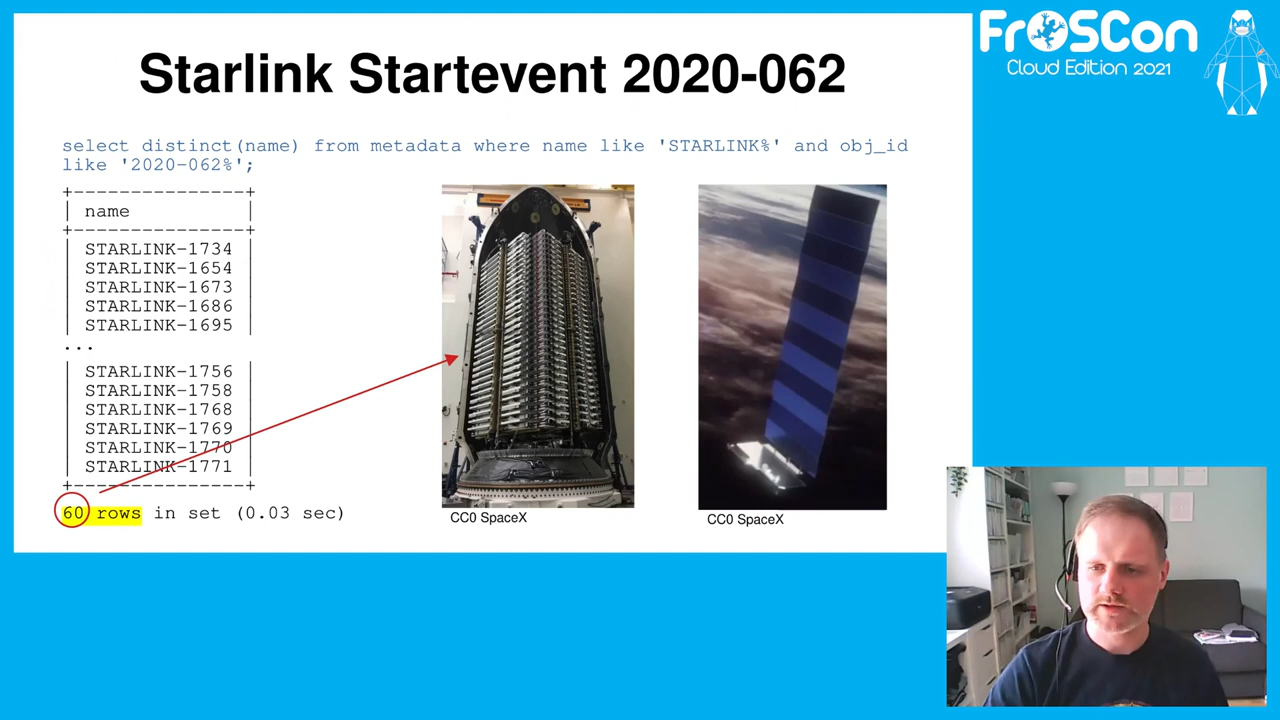 FrOSCon
Cloud Edition 2021
Starlink Startevent 2020-062
select distinct(name) from metadata where name like 'STARLINK%' and obj_id
like '2020-062%';
+---------------+
| name |
+---------------+
| STARLINK-1734 |
| STARLINK-1654 |
| STARLINK-1673 |
| STARLINK-1686 |
| STARLINK-1695 |
...
| STARLINK-1756 |
| STARLINK-1758 |
| STARLINK-1768 |
| STARLINK-1769 |
| STARLINK-1770 |
| STARLINK-1771 |
+---------------+
60 rows in set (0.03 sec)
CC0 SpaceX
CC0 SpaceX